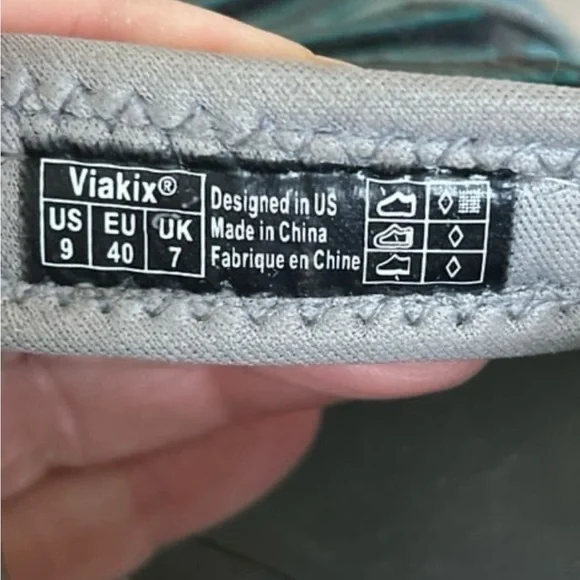 Viakix®
US EU UK
9 40 7
Designed in US
Made in China
Fabrique en Chine